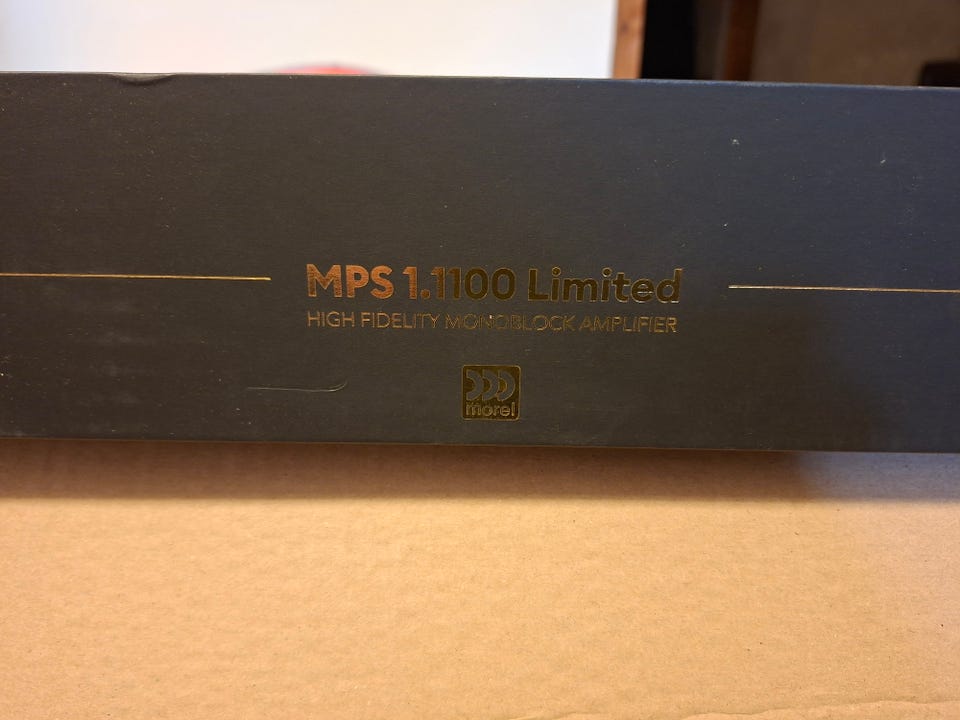 MPS 1.1100 Limited
HIGH FIDELITY MONOBLOCK AMPLIFIER
morel